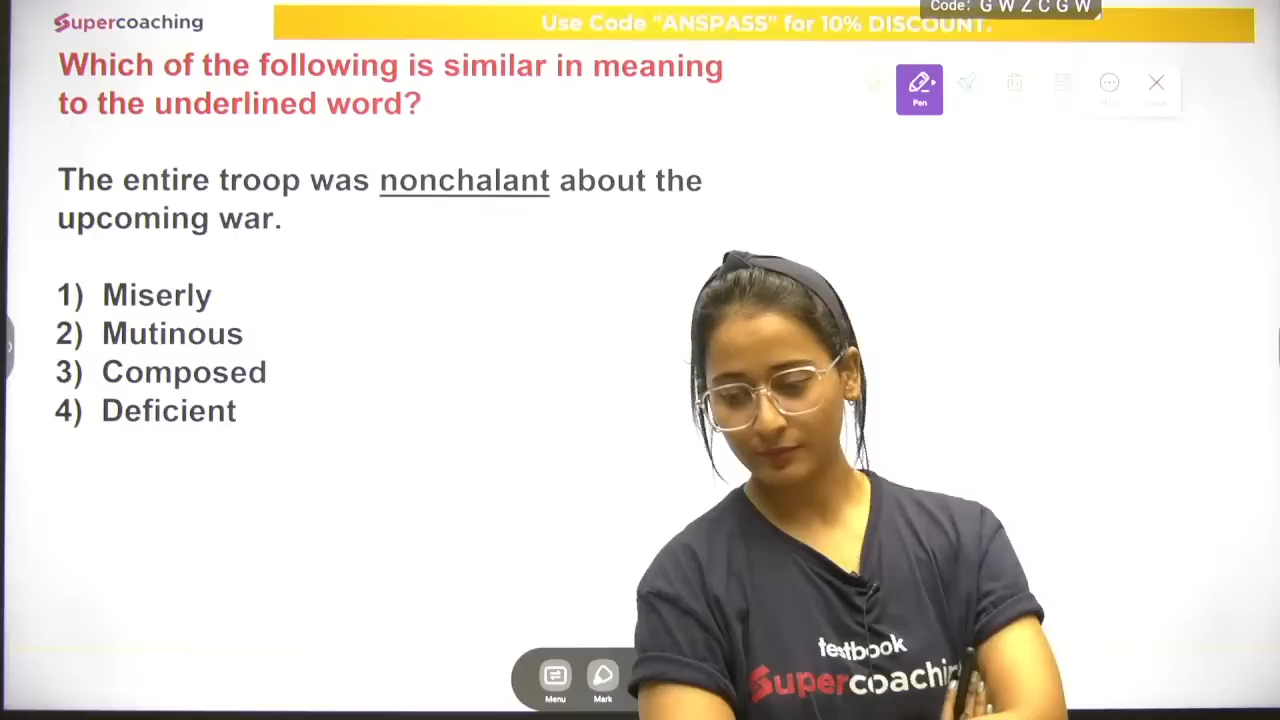 Supercoaching
Use Code "ANSPASS" for 10% DISCOUNT.
Code: G W Z C G W
Which of the following is similar in meaning
to the underlined word?
Pen
The entire troop was nonchalant about the
upcoming war.
1) Miserly
2) Mutinous
3) Composed
4) Deficient
testbook
Supercoachin
Menu
Mark